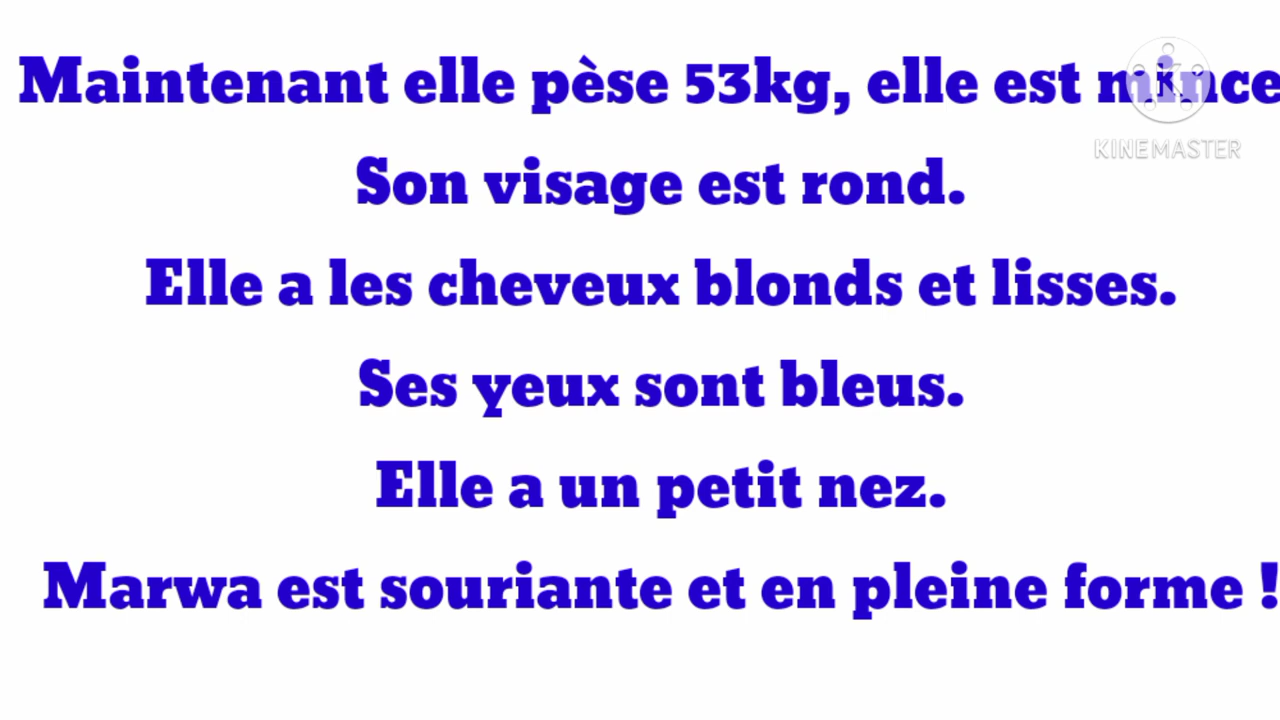 Maintenant elle pèse 53kg, elle est mince
Son visage est rond.
Elle a les cheveux blonds et lisses.
Ses yeux sont bleus.
Elle a un petit nez.
Marwa est souriante et en pleine forme !
K
KINEMASTER